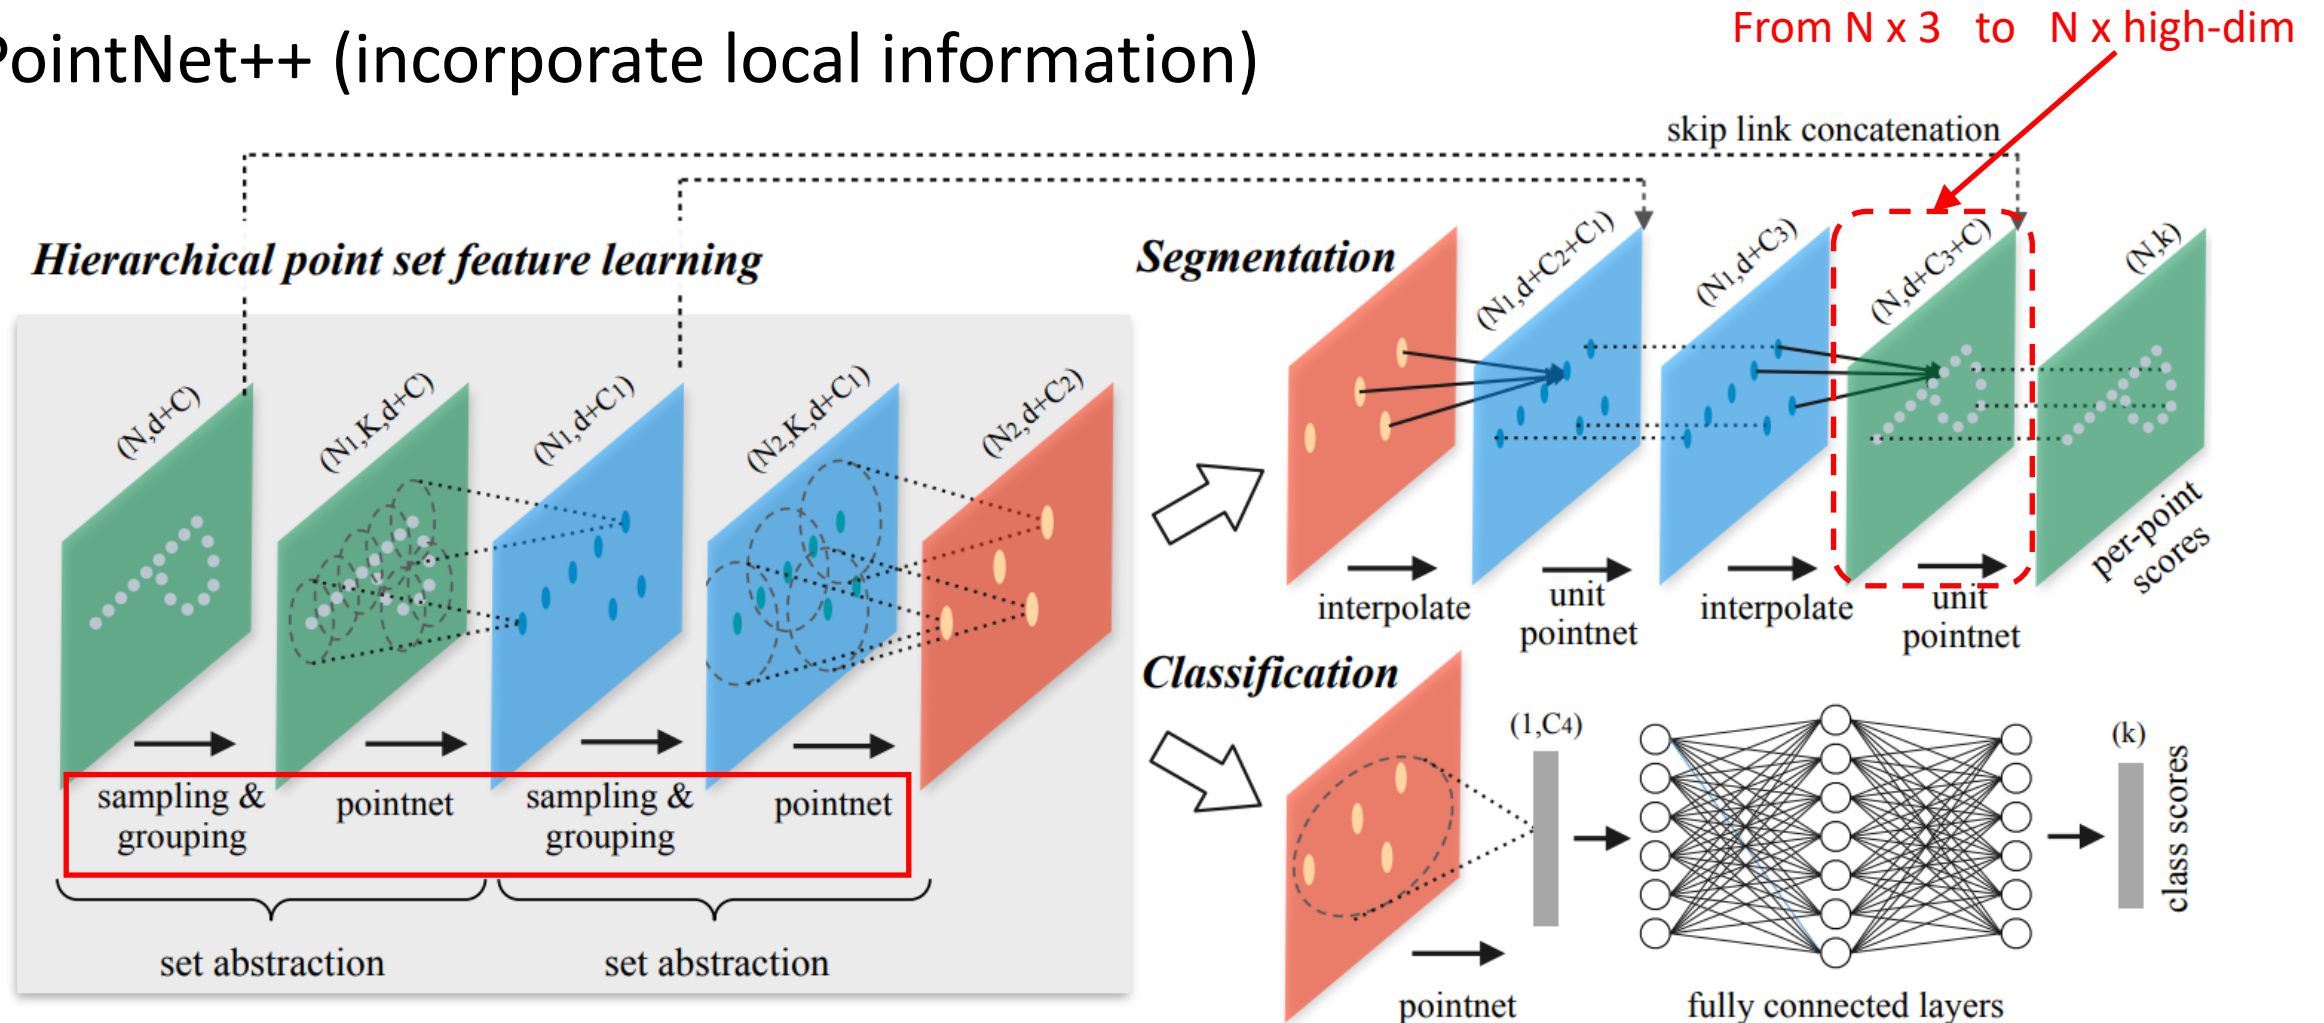 PointNet++ (incorporate local information)
From N x 3 to N x high-dim
skip link concatenation
Hierarchical point set feature learning
(N,d+C)
(N1,K,d+C)
(N1,d+C1)
(N2,K,d+C1)
(N2,d+C2)
sampling &
grouping
pointnet
sampling &
grouping
pointnet
set abstraction
set abstraction
Segmentation
(N1,d+C2+C1)
(N1,d+C3)
(N,d+C3+C)
(N,k)
interpolate
unit
pointnet
interpolate
unit
pointnet
per-point
scores
Classification
(1,C4)
(k)
class scores
pointnet
fully connected layers